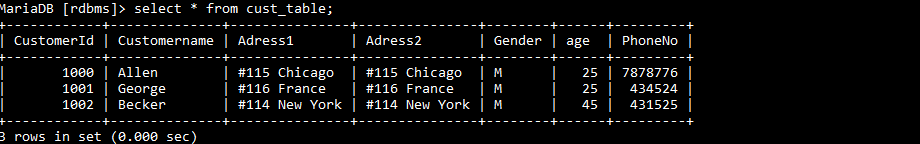 MariaDB [rdbms]> select * from cust_table;
+------------+--------------+---------------+---------------+--------+------+---------+
| CustomerId | Customername | Adress1       | Adress2       | Gender | age  | PhoneNo |
+------------+--------------+---------------+---------------+--------+------+---------+
|       1000 | Allen        | #115 Chicago  | #115 Chicago  | M      |   25 | 7878776 |
|       1001 | George       | #116 France   | #116 France   | M      |   25 |  434524 |
|       1002 | Becker       | #114 New York | #114 New York | M      |   45 |  431525 |
+------------+--------------+---------------+---------------+--------+------+---------+
3 rows in set (0.000 sec)